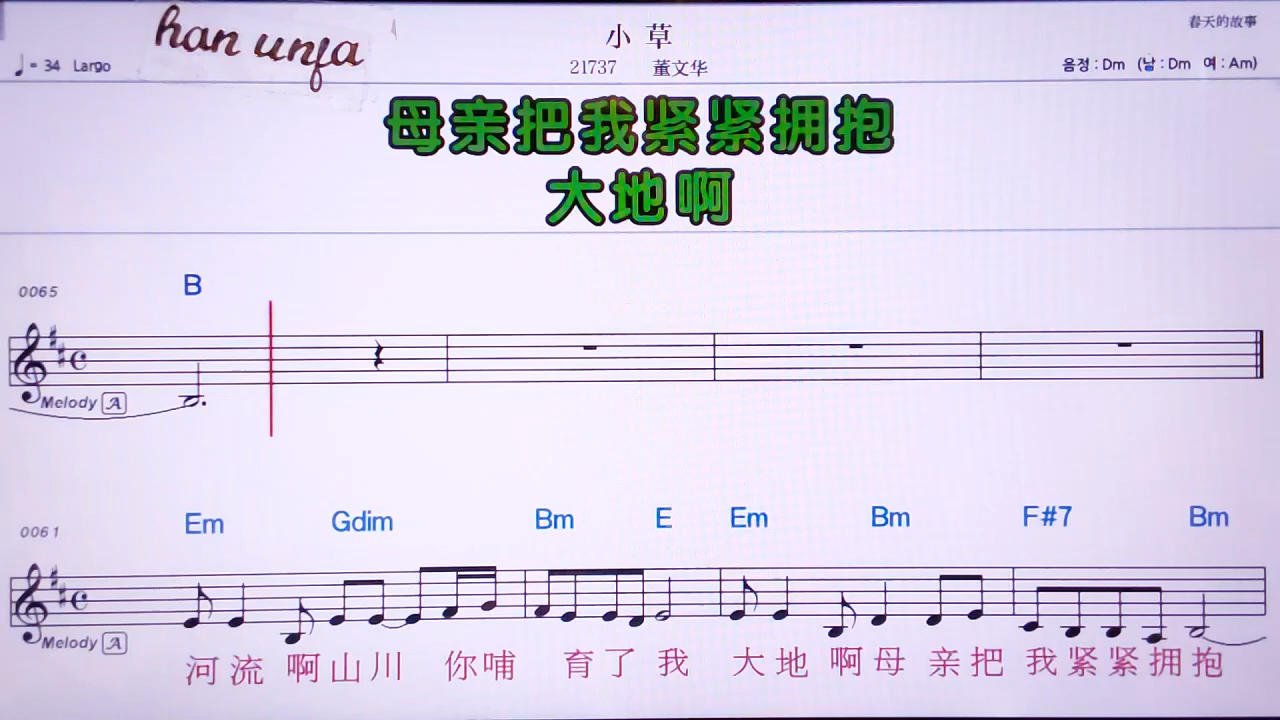 han unfa
小草
春天的故事
♩= 34 Largo
21737 董文华
음정 : Dm (남 : Dm 여 : Am)
母亲把我紧紧拥抱
大地啊
0065
B
Melody A
0061
Em Gdim Bm E Em Bm F#7 Bm
Melody A
河流 啊山川 你哺 育了 我 大地 啊母 亲把 我紧紧拥抱